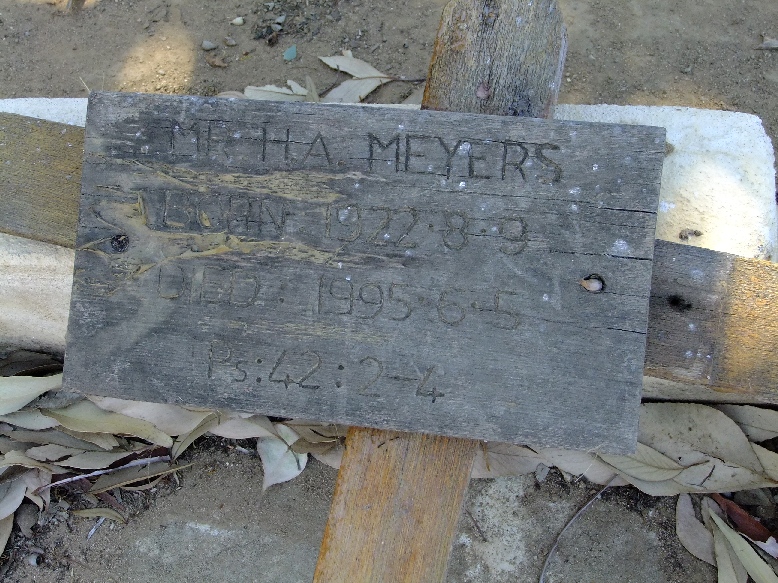 MR H.A. MEYERS
BORN 1922·8·9
DIED. 1995·6·5
Ps:42:2-4